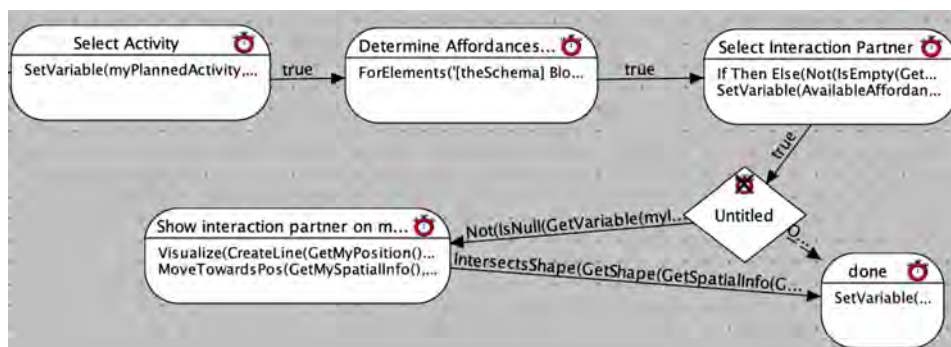 Select Activity
SetVariable(myPlannedActivity,...
true
Determine Affordances...
ForElements('[theSchema] Blo...
true
Select Interaction Partner
If Then Else(Not(IsEmpty(Get...
SetVariable(AvailableAffordan...
true
Untitled
O...
Show interaction partner on m...
Visualize(CreateLine(GetMyPosition()...
MoveTowardsPos(GetMySpatialInfo(),...
Not(IsNull(GetVariable(myI...
IntersectsShape(GetShape(GetSpatialInfo(G...
done
SetVariable(...